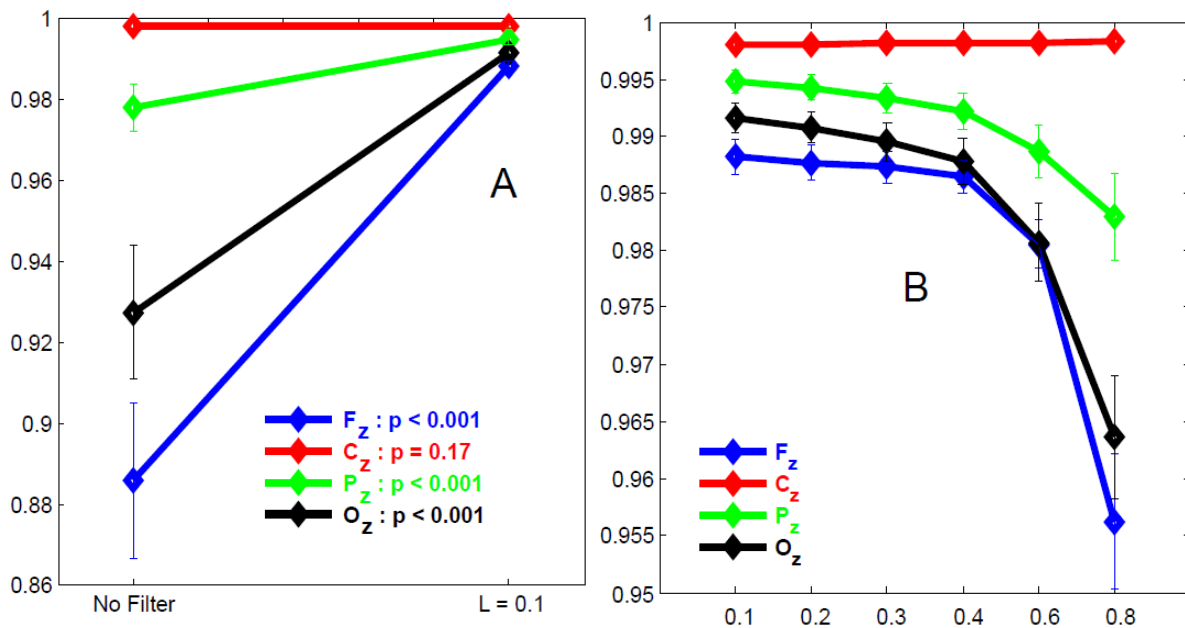 1
0.98
0.96
0.94
0.92
0.9
0.88
0.86
No Filter
L = 0.1
A
Fz : p < 0.001
Cz : p = 0.17
Pz : p < 0.001
Oz : p < 0.001
1
0.995
0.99
0.985
0.98
0.975
0.97
0.965
0.96
0.955
0.95
0.1 0.2 0.3 0.4 0.6 0.8
B
Fz
Cz
Pz
Oz